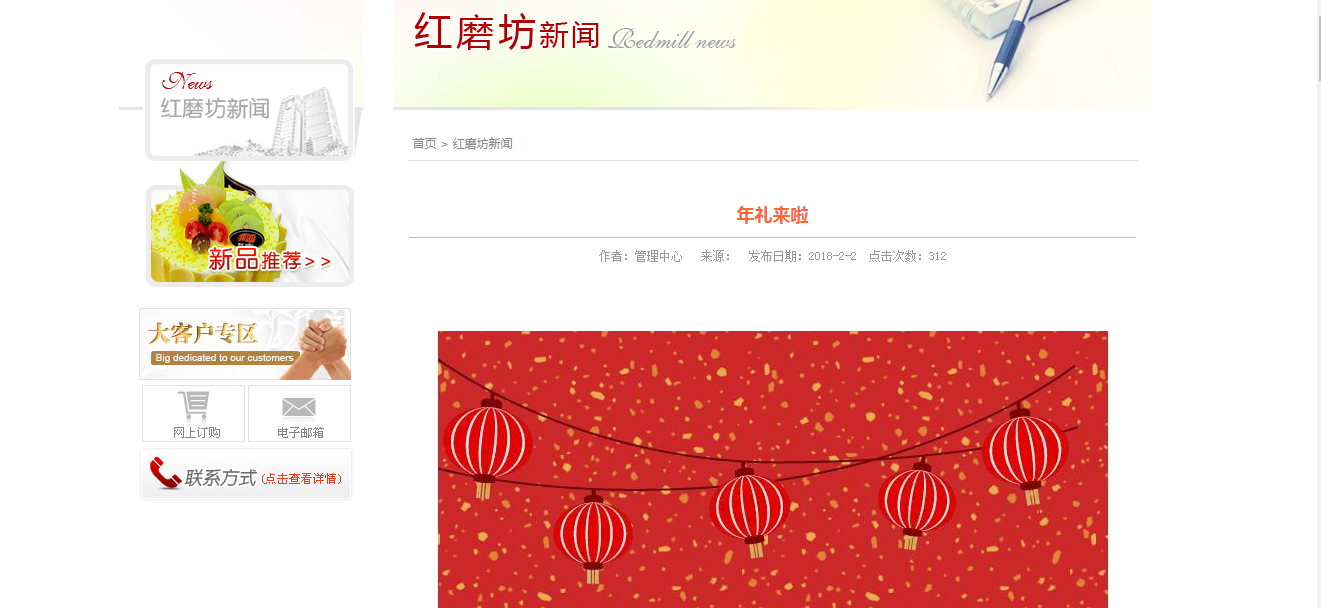 红磨坊新闻 Redmill news
News
红磨坊新闻
首页 > 红磨坊新闻
年礼来啦
作者：管理中心 来源： 发布日期：2018-2-2 点击次数：312
新品推荐>>
大客户专区
Big dedicated to our customers
网上订购 电子邮箱
联系方式(点击查看详情)